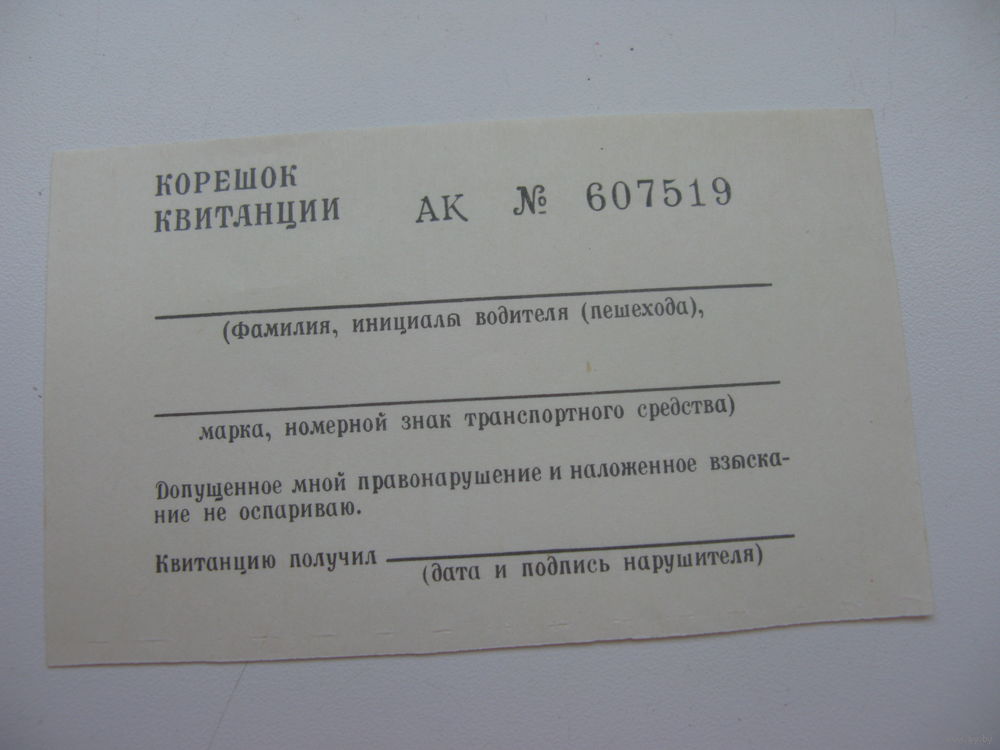 КОРЕШОК
КВИТАНЦИИ АК № 607519
(Фамилия, инициалы водителя (пешехода),
марка, номерной знак транспортного средства)
Допущенное мной правонарушение и наложенное взыска-
ние не оспариваю.
Квитанцию получил
(дата и подпись нарушителя)